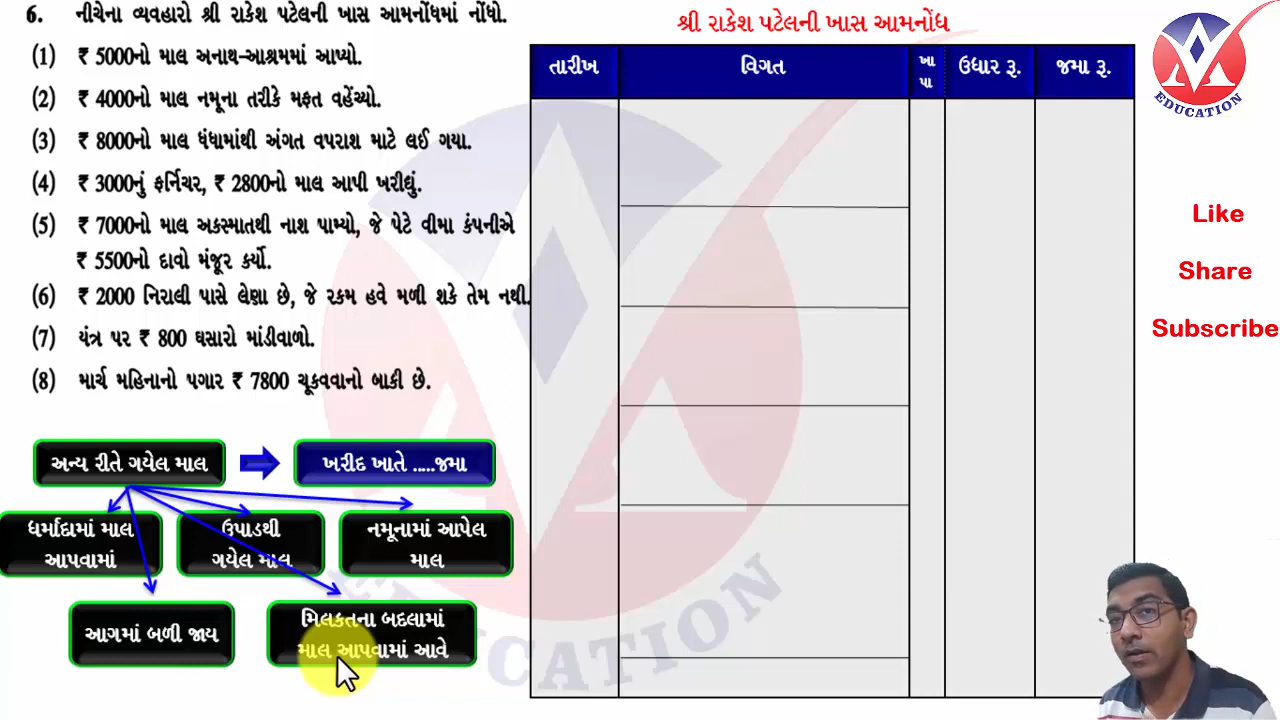 6. નીચેના વ્યવહારો શ્રી રાકેશ પટેલની ખાસ આમનોંધમાં નોંધો.
(1) ₹ 5000નો માલ અનાથ-આશ્રમમાં આપ્યો.
(2) ₹ 4000નો માલ નમૂના તરીકે મફત વહેંચ્યો.
(3) ₹ 8000નો માલ ધંધામાંથી અંગત વપરાશ માટે લઈ ગયા.
(4) ₹ 3000નું ફર્નિચર, ₹ 2800નો માલ આપી ખરીદ્યું.
(5) ₹ 7000નો માલ અકસ્માતથી નાશ પામ્યો, જે પેટે વીમા કંપનીએ
₹ 5500નો દાવો મંજૂર કર્યો.
(6) ₹ 2000 નિરાલી પાસે લેણા છે, જે રકમ હવે મળી શકે તેમ નથી.
(7) યંત્ર પર ₹ 800 ઘસારો માંડીવાળો.
(8) માર્ચ મહિનાનો પગાર ₹ 7800 ચૂકવવાનો બાકી છે.
અન્ય રીતે ગયેલ માલ
ખરીદ ખાતે .....જમા
ધર્માદામાં માલ
આપવામાં
ઉપાડથી
ગયેલ માલ
નમૂનામાં આપેલ
માલ
આગમાં બળી જાય
મિલકતના બદલામાં
માલ આપવામાં આવે
શ્રી રાકેશ પટેલની ખાસ આમનોંધ
તારીખ વિગત ખા પા ઉધાર રૂ. જમા રૂ.
EDUCATION
EDUCATION
Like
Share
Subscribe